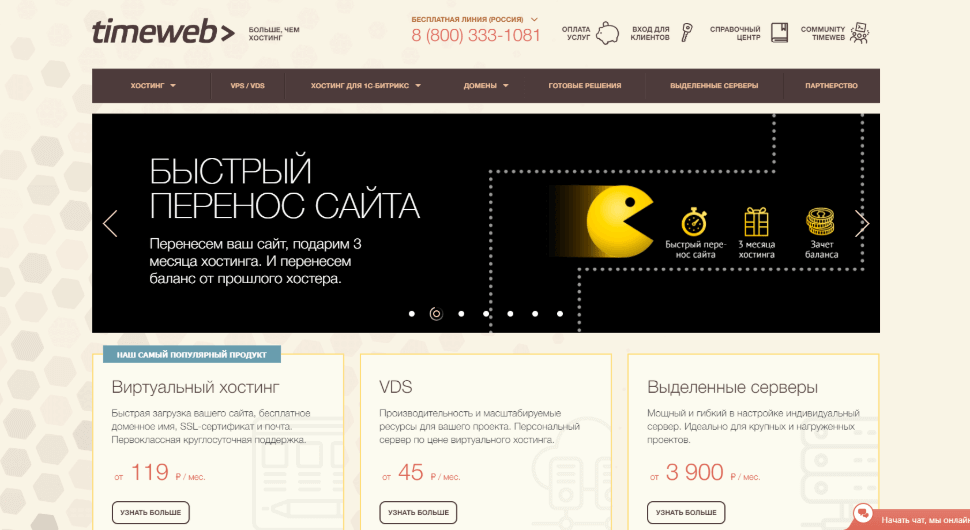 timeweb>
БОЛЬШЕ, ЧЕМ
ХОСТИНГ
БЕСПЛАТНАЯ ЛИНИЯ (РОССИЯ)
8 (800) 333-1081
ОПЛАТА
УСЛУГ
ВХОД ДЛЯ
КЛИЕНТОВ
СПРАВОЧНЫЙ
ЦЕНТР
COMMUNITY
TIMEWEB
ХОСТИНГ
VPS / VDS
ХОСТИНГ ДЛЯ 1С-БИТРИКС
ДОМЕНЫ
ГОТОВЫЕ РЕШЕНИЯ
ВЫДЕЛЕННЫЕ СЕРВЕРЫ
ПАРТНЕРСТВО
БЫСТРЫЙ
ПЕРЕНОС САЙТА
Перенесем ваш сайт, подарим 3
месяца хостинга. И перенесем
баланс от прошлого хостера.
Быстрый пере-
нос сайта
3 месяца
хостинга
Зачет
баланса
НАШ САМЫЙ ПОПУЛЯРНЫЙ ПРОДУКТ
Виртуальный хостинг
Быстрая загрузка вашего сайта, бесплатное
доменное имя, SSL-сертификат и почта.
Первоклассная круглосуточная поддержка.
от 119 ₽ / мес.
УЗНАТЬ БОЛЬШЕ
VDS
Производительность и масштабируемые
ресурсы для вашего проекта. Персональный
сервер по цене виртуального хостинга.
от 45 ₽ / мес.
УЗНАТЬ БОЛЬШЕ
Выделенные серверы
Мощный и гибкий в настройке индивидуальный
сервер. Идеально для крупных и нагруженных
проектов.
от 3 900 ₽ / мес.
УЗНАТЬ БОЛЬШЕ
Начать чат, мы онлай